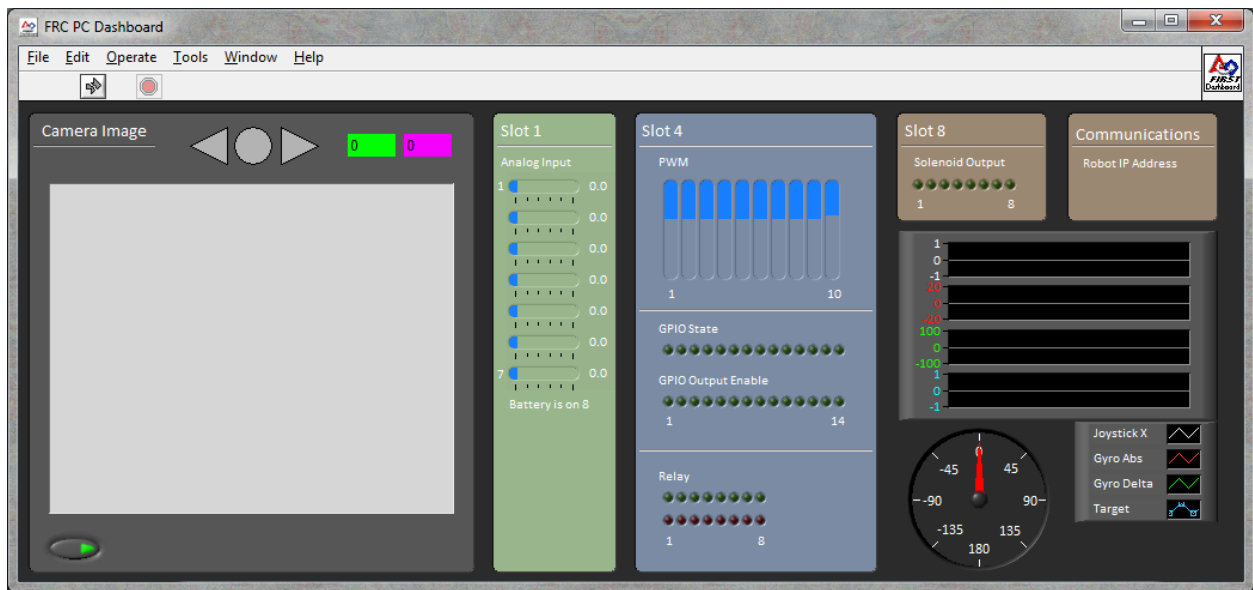 FRC PC Dashboard
File Edit Operate Tools Window Help
FIRST
Dashboard
Camera Image
0 0
Slot 1
Analog Input
1 0.0
0.0
0.0
0.0
0.0
0.0
7 0.0
Battery is on 8
Slot 4
PWM
1 10
GPIO State
GPIO Output Enable
1 14
Relay
1 8
Slot 8
Solenoid Output
1 8
Communications
Robot IP Address
1
0
-1
20
0
-20
100
0
-100
1
0
-1
0
-45 45
-90 90
-135 135
180
Joystick X
Gyro Abs
Gyro Delta
Target